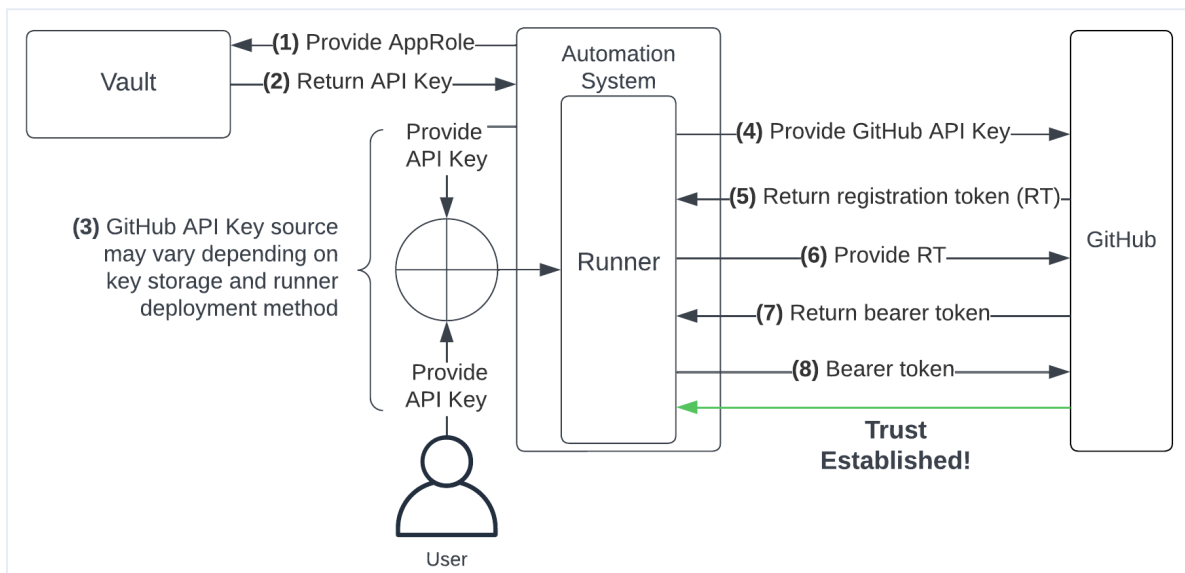 Vault
(1) Provide AppRole
(2) Return API Key
Automation
System
Provide
API Key
(3) GitHub API Key source
may vary depending on
key storage and runner
deployment method
Provide
API Key
User
Runner
(4) Provide GitHub API Key
(5) Return registration token (RT)
(6) Provide RT
(7) Return bearer token
(8) Bearer token
Trust
Established!
GitHub